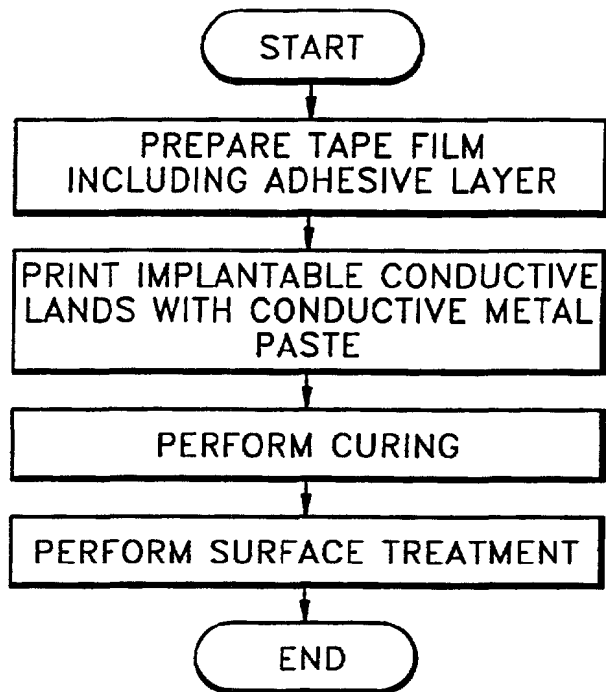 START
PREPARE TAPE FILM
INCLUDING ADHESIVE LAYER
PRINT IMPLANTABLE CONDUCTIVE
LANDS WITH CONDUCTIVE METAL
PASTE
PERFORM CURING
PERFORM SURFACE TREATMENT
END